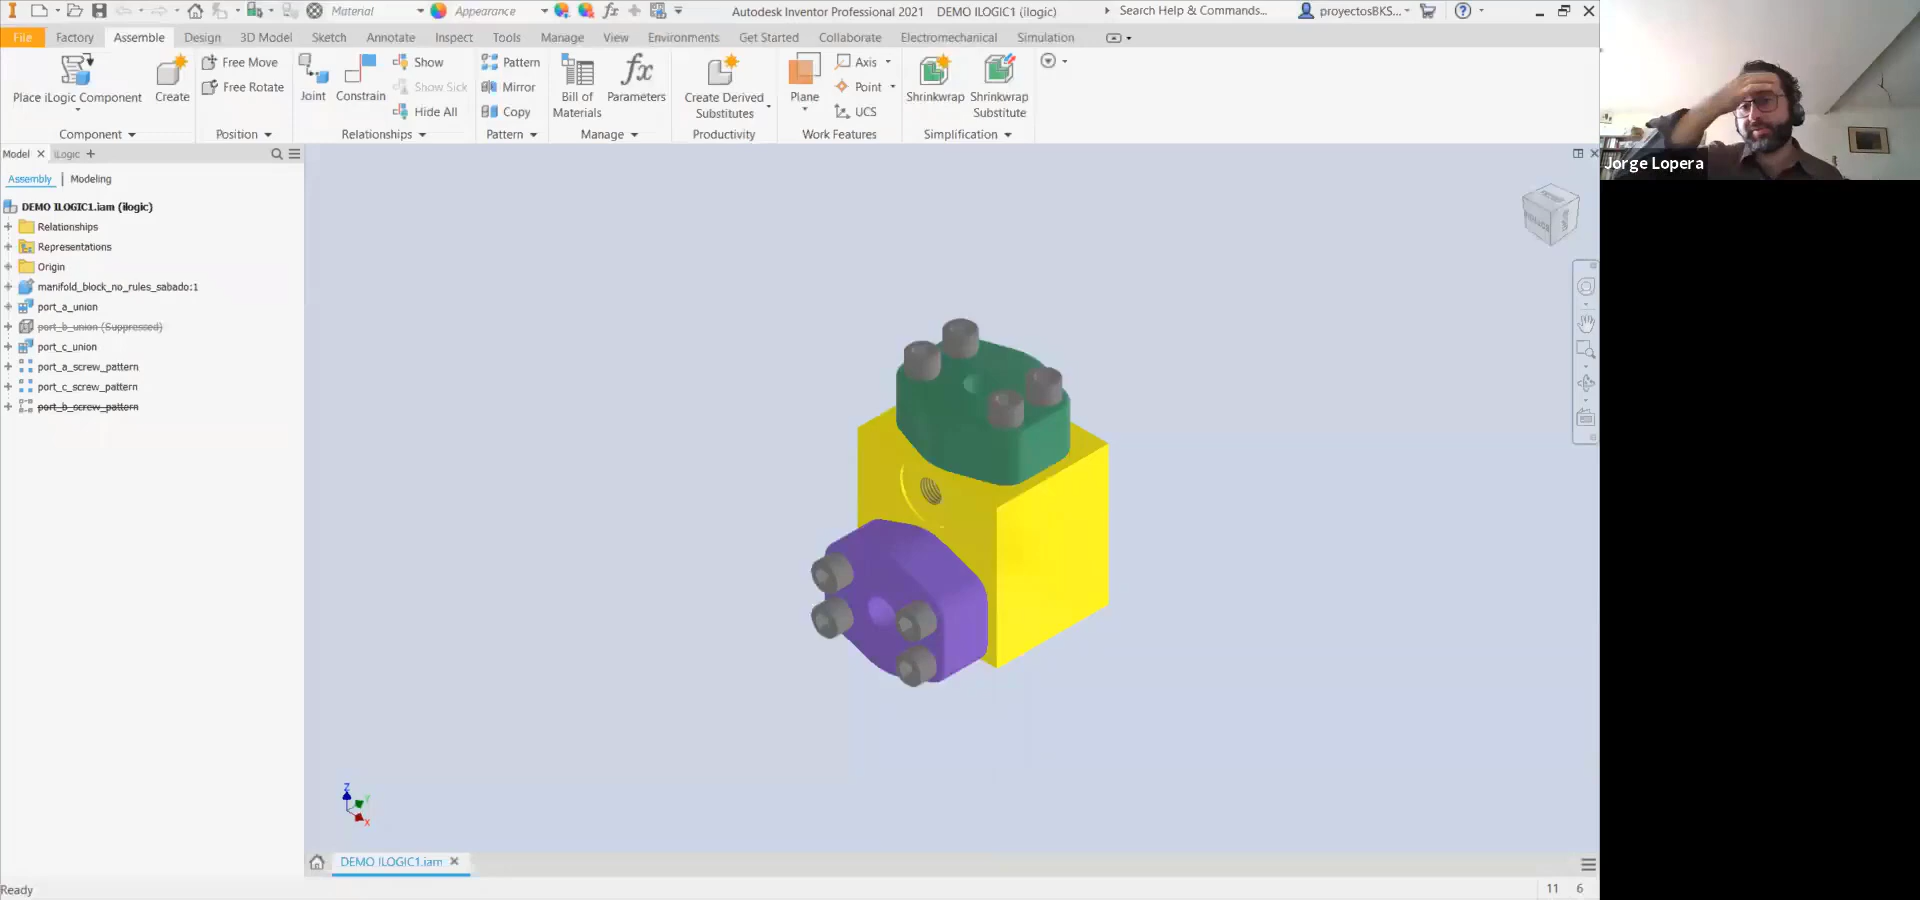 Material
Appearance
fx
Autodesk Inventor Professional 2021 DEMO ILOGIC1 (ilogic)
Search Help & Commands...
proyectosBKS...
File Factory Assemble Design 3D Model Sketch Annotate Inspect Tools Manage View Environments Get Started Collaborate Electromechanical Simulation
Place iLogic Component
Create
Free Move
Free Rotate
Joint
Constrain
Show
Show Sick
Hide All
Pattern
Mirror
Copy
Bill of
Materials
fx
Parameters
Create Derived
Substitutes
Plane
Axis
Point
UCS
Shrinkwrap
Shrinkwrap
Substitute
Component Position Relationships Pattern Manage Productivity Work Features Simplification
Model iLogic +
Assembly Modeling
DEMO ILOGIC1.iam (ilogic)
Relationships
Representations
Origin
manifold_block_no_rules_sabado:1
port_a_union
port_b_union (Suppressed)
port_c_union
port_a_screw_pattern
port_c_screw_pattern
port_b_screw_pattern
Z
Y
X
DEMO ILOGIC1.iam
Ready
11 6
Jorge Lopera